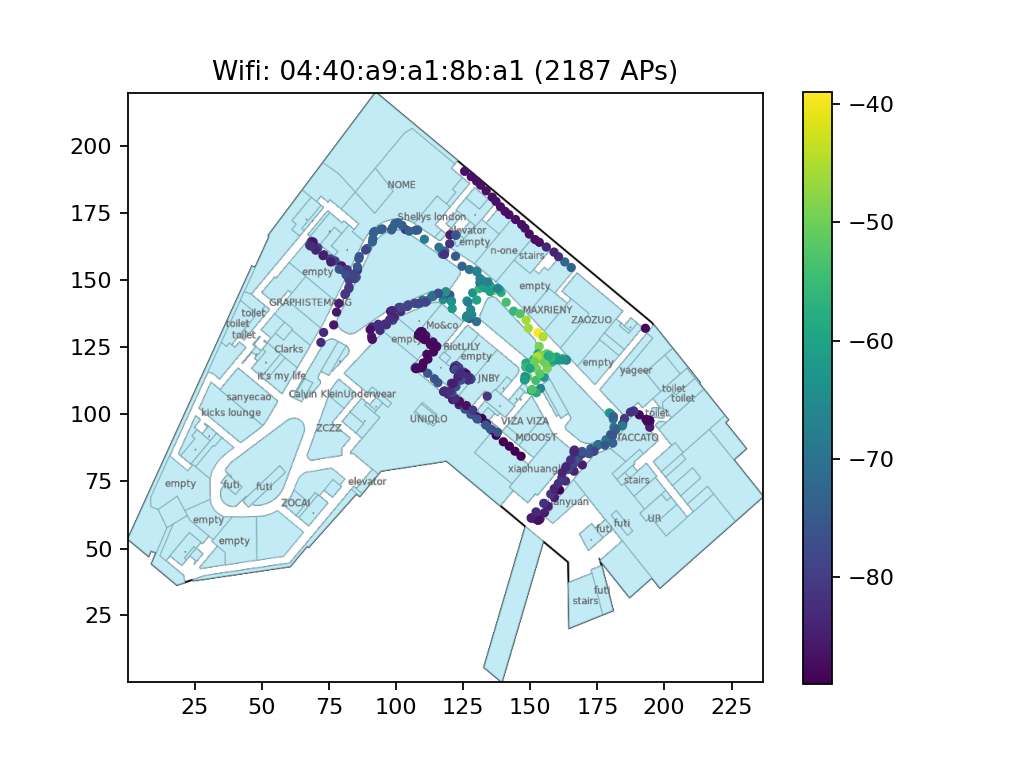 Wifi: 04:40:a9:a1:8b:a1 (2187 APs)
200
175
150
125
100
75
50
25
25 50 75 100 125 150 175 200 225
−40
−50
−60
−70
−80
NOME
Shellys london
elevator
empty
n-one
stairs
empty
empty
GRAPHISTEMA
G
MAXRIENY
ZAOZUO
toilet
toilet
toilet
Mo&co
empty
RiotLILY
empty
Clarks
it's my life
JNBY
empty
yageer
toilet
toilet
sanyecao
Calvin KleinUnderwear
kicks lounge
UNIQLO
VIZA VIZA
toilet
ZCZZ
MOOOST
TACCATO
xiaohuang
empty
futi
futi
elevator
stairs
ZOCAI
anyuan
empty
futi
futi
UR
empty
stairs
futi